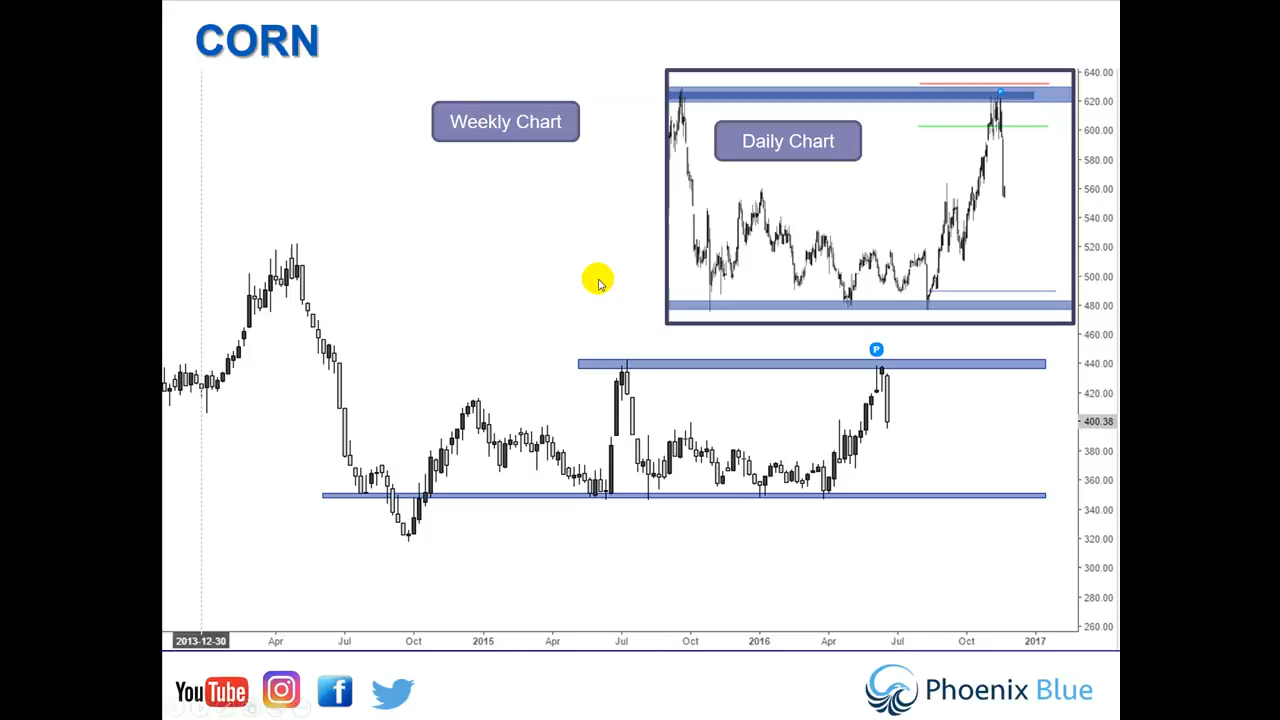 CORN
Weekly Chart
Daily Chart
P
640.00
620.00
600.00
580.00
560.00
540.00
520.00
500.00
480.00
460.00
440.00
420.00
400.38
380.00
360.00
340.00
320.00
300.00
280.00
260.00
2013-12-30 Apr Jul Oct 2015 Apr Jul Oct 2016 Apr Jul Oct 2017
YouTube
f
Phoenix Blue